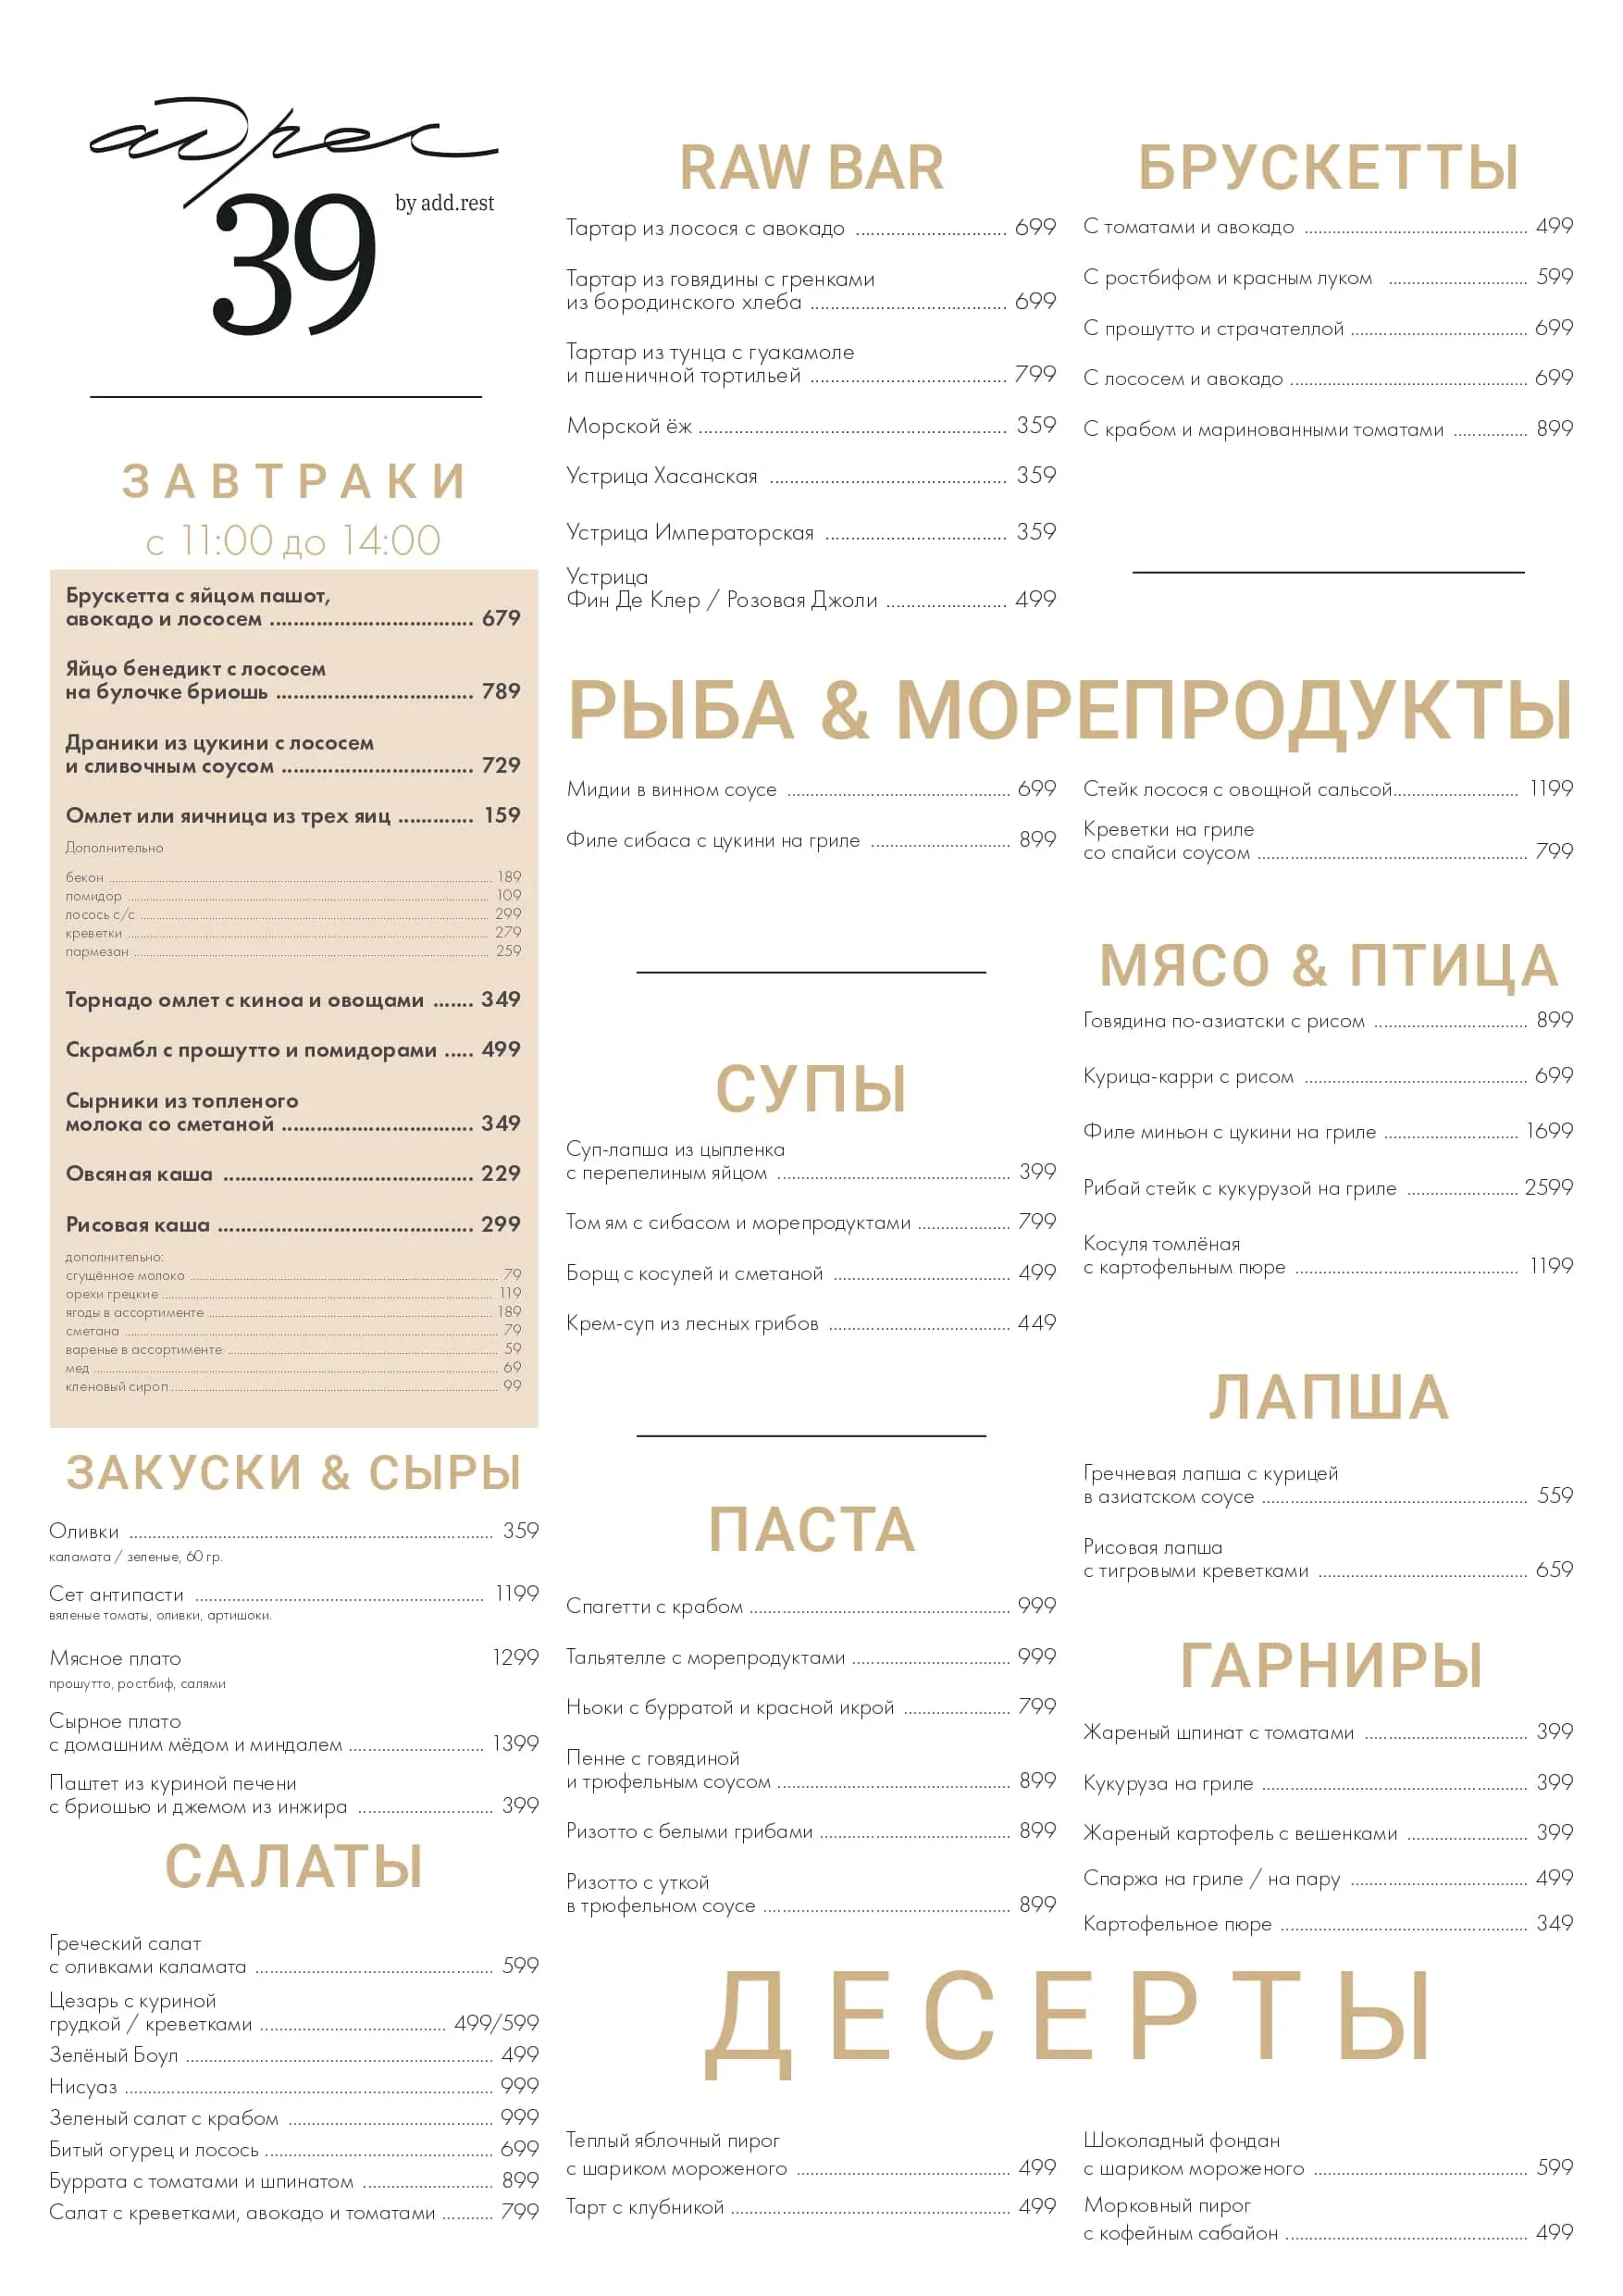 адрес
39
by add.rest
ЗАВТРАКИ
с 11:00 до 14:00
Брускетта с яйцом пашот,
авокадо и лососем ................................... 679
Яйцо бенедикт с лососем
на булочке бриошь .................................. 789
Драники из цукини с лососем
и сливочным соусом ................................. 729
Омлет или яичница из трех яиц ............. 159
Дополнительно
бекон ........ 189
помидор ........ 109
лосось с/с ........ 299
креветки ........ 279
пармезан ........ 259
Торнадо омлет с киноа и овощами ....... 349
Скрамбл с прошутто и помидорами ..... 499
Сырники из топленого
молока со сметаной ................................. 349
Овсяная каша ........................................... 229
Рисовая каша ............................................ 299
дополнительно:
сгущённое молоко ........ 79
орехи грецкие ........ 119
ягоды в ассортименте ........ 189
сметана ........ 79
варенье в ассортименте ........ 59
мед ........ 69
кленовый сироп ........ 99
ЗАКУСКИ & СЫРЫ
Оливки ........ 359
каламата / зеленые, 60 гр.
Сет антипасти ........ 1199
вяленые томаты, оливки, артишоки.
Мясное плато 1299
прошутто, ростбиф, салями
Сырное плато
с домашним мёдом и миндалем ........ 1399
Паштет из куриной печени
с бриошью и джемом из инжира ........ 399
САЛАТЫ
Греческий салат
с оливками каламата ........ 599
Цезарь с куриной
грудкой / креветками ........ 499/599
Зелёный Боул ........ 499
Нисуаз ........ 999
Зеленый салат с крабом ........ 999
Битый огурец и лосось ........ 699
Буррата с томатами и шпинатом ........ 899
Салат с креветками, авокадо и томатами ........ 799
RAW BAR
Тартар из лосося с авокадо ........ 699
Тартар из говядины с гренками
из бородинского хлеба ........ 699
Тартар из тунца с гуакамоле
и пшеничной тортильей ........ 799
Морской ёж ........ 359
Устрица Хасанская ........ 359
Устрица Императорская ........ 359
Устрица
Фин Де Клер / Розовая Джоли ........ 499
БРУСКЕТТЫ
С томатами и авокадо ........ 499
С ростбифом и красным луком ........ 599
С прошутто и страчателлой ........ 699
С лососем и авокадо ........ 699
С крабом и маринованными томатами ........ 899
РЫБА & МОРЕПРОДУКТЫ
Мидии в винном соусе ........ 699
Филе сибаса с цукини на гриле ........ 899
Стейк лосося с овощной сальсой ........ 1199
Креветки на гриле
со спайси соусом ........ 799
СУПЫ
Суп-лапша из цыпленка
с перепелиным яйцом ........ 399
Том ям с сибасом и морепродуктами ........ 799
Борщ с косулей и сметаной ........ 499
Крем-суп из лесных грибов ........ 449
МЯСО & ПТИЦА
Говядина по-азиатски с рисом ........ 899
Курица-карри с рисом ........ 699
Филе миньон с цукини на гриле ........ 1699
Рибай стейк с кукурузой на гриле ........ 2599
Косуля томлёная
с картофельным пюре ........ 1199
ПАСТА
Спагетти с крабом ........ 999
Тальятелле с морепродуктами ........ 999
Ньоки с бурратой и красной икрой ........ 799
Пенне с говядиной
и трюфельным соусом ........ 899
Ризотто с белыми грибами ........ 899
Ризотто с уткой
в трюфельном соусе ........ 899
ЛАПША
Гречневая лапша с курицей
в азиатском соусе ........ 559
Рисовая лапша
с тигровыми креветками ........ 659
ГАРНИРЫ
Жареный шпинат с томатами ........ 399
Кукуруза на гриле ........ 399
Жареный картофель с вешенками ........ 399
Спаржа на гриле / на пару ........ 499
Картофельное пюре ........ 349
ДЕСЕРТЫ
Теплый яблочный пирог
с шариком мороженого ........ 499
Тарт с клубникой ........ 499
Шоколадный фондан
с шариком мороженого ........ 599
Морковный пирог
с кофейным сабайон ........ 499